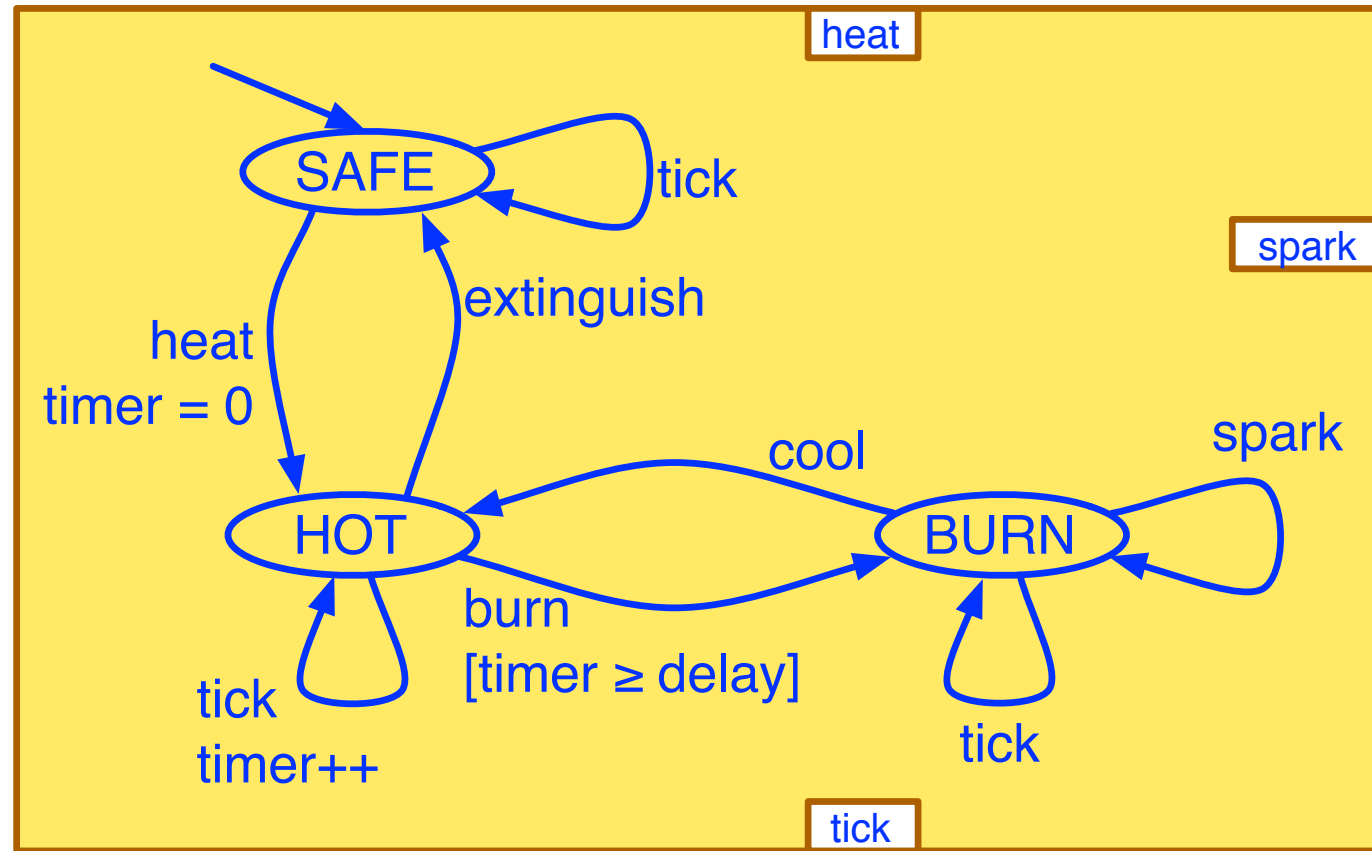 heat
SAFE
tick
spark
extinguish
heat
timer = 0
cool
spark
HOT
BURN
burn
[timer ≥ delay]
tick
timer++
tick
tick